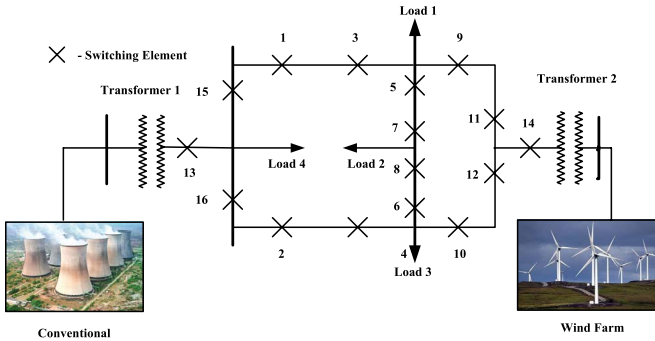 Load 1
1
3
9
- Switching Element
Transformer 1
15
5
Transformer 2
11
14
7
Load 4
Load 2
13
8
12
16
6
2
4
10
Load 3
Conventional
Wind Farm